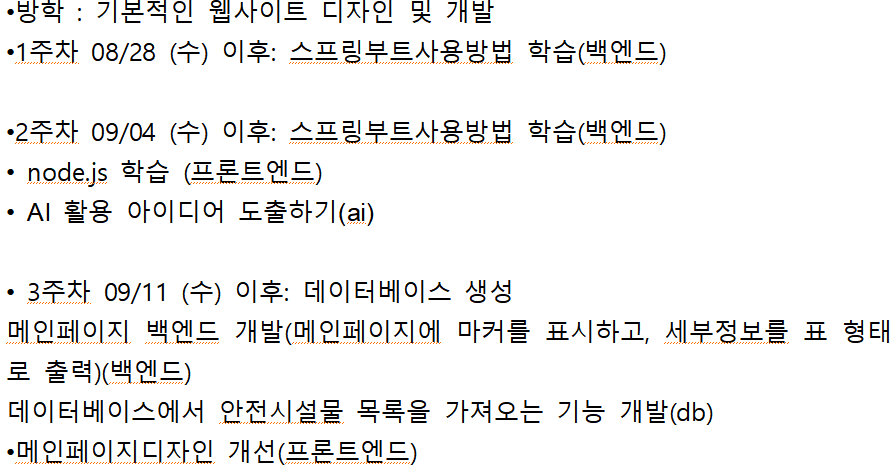 •방학 : 기본적인 웹사이트 디자인 및 개발
•1주차 08/28 (수) 이후: 스프링부트사용방법 학습(백엔드)
•2주차 09/04 (수) 이후: 스프링부트사용방법 학습(백엔드)
• node.js 학습 (프론트엔드)
• AI 활용 아이디어 도출하기(ai)
• 3주차 09/11 (수) 이후: 데이터베이스 생성
메인페이지 백엔드 개발(메인페이지에 마커를 표시하고, 세부정보를 표 형태
로 출력)(백엔드)
데이터베이스에서 안전시설물 목록을 가져오는 기능 개발(db)
•메인페이지디자인 개선(프론트엔드)